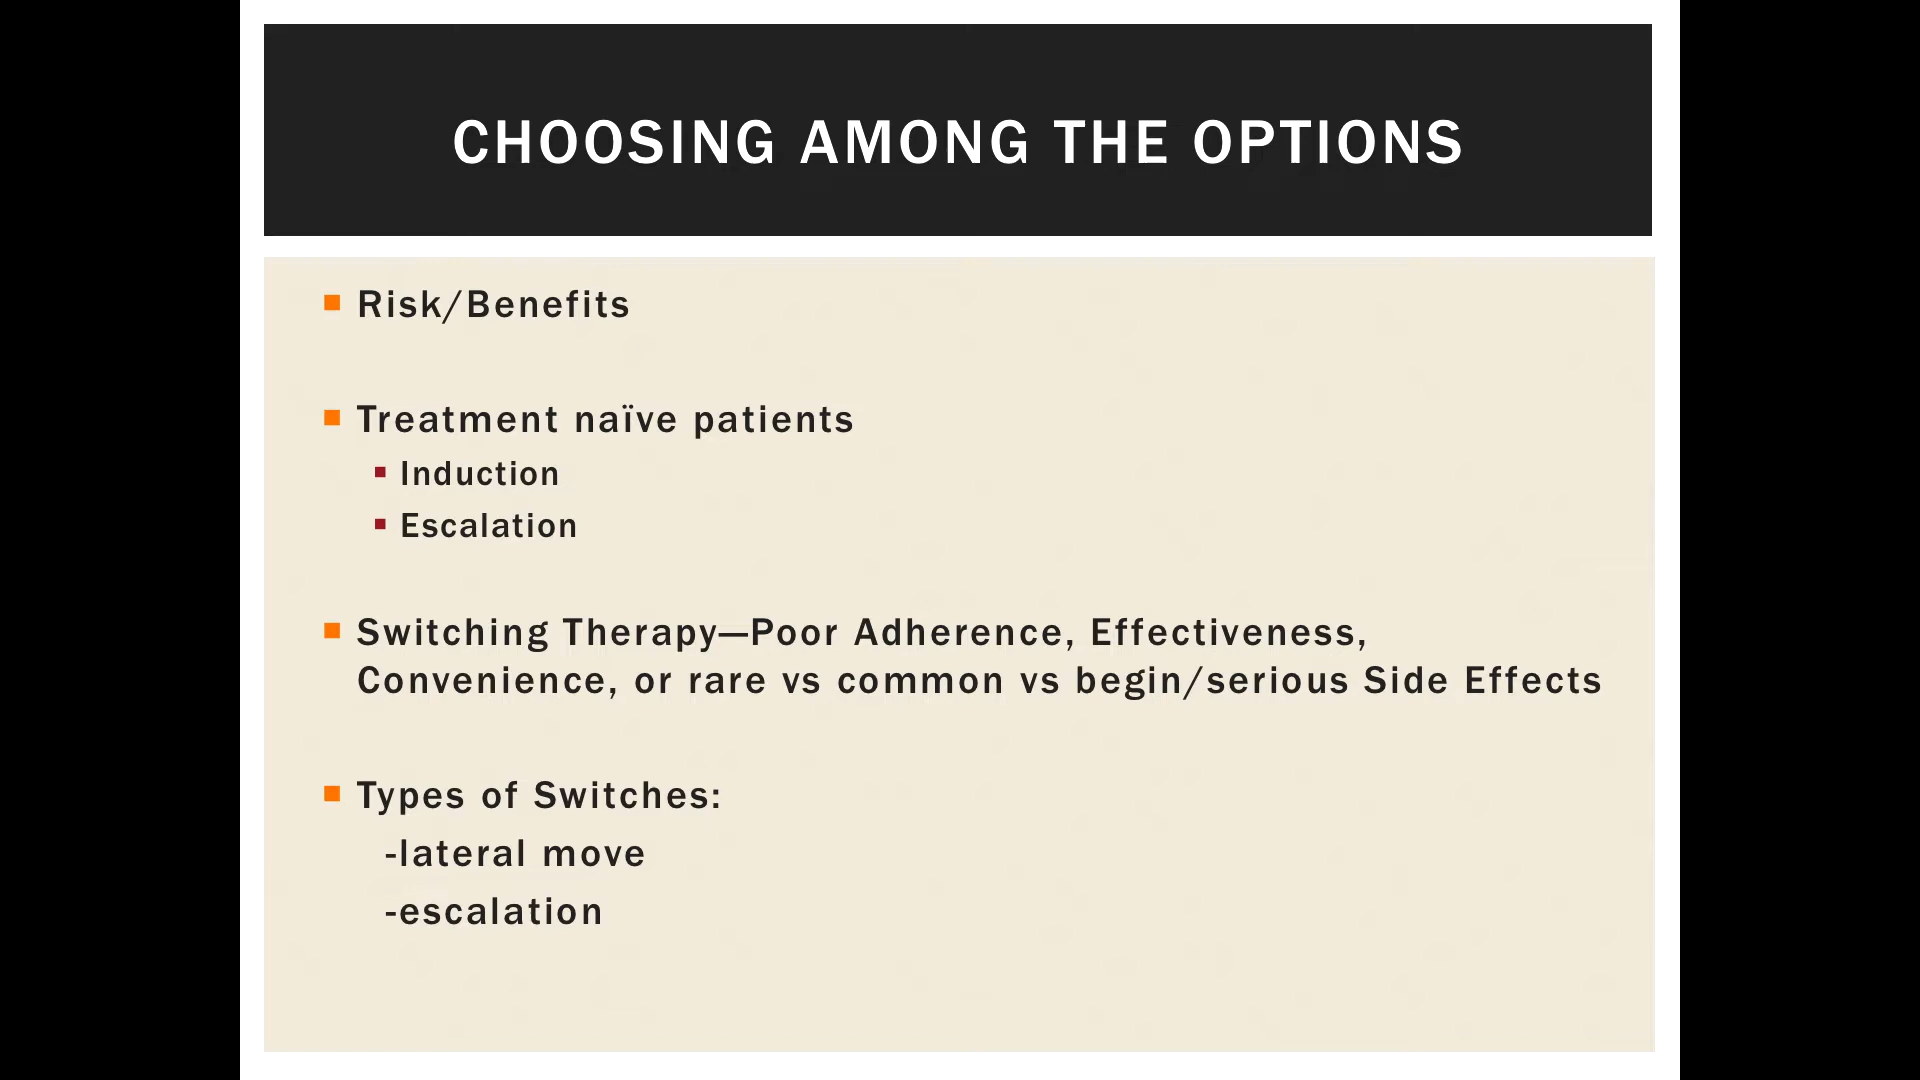 CHOOSING AMONG THE OPTIONS
Risk/Benefits
Treatment naïve patients
Induction
Escalation
Switching Therapy—Poor Adherence, Effectiveness,
Convenience, or rare vs common vs begin/serious Side Effects
Types of Switches:
-lateral move
-escalation